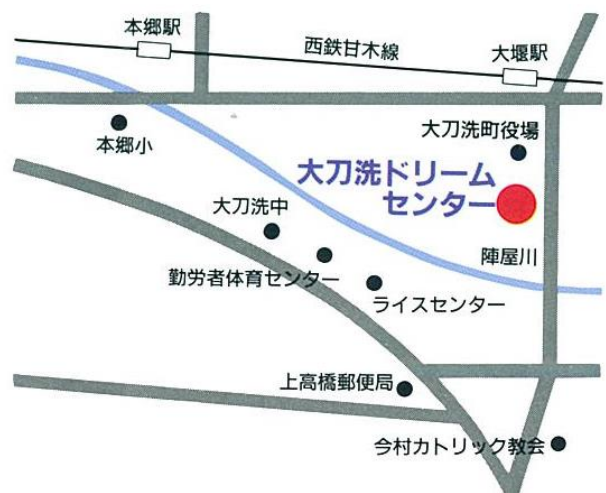 本郷駅
西鉄甘木線
大堰駅
本郷小
大刀洗町役場
大刀洗ドリーム
センター
大刀洗中
陣屋川
勤労者体育センター
ライスセンター
上高橋郵便局
今村カトリック教会